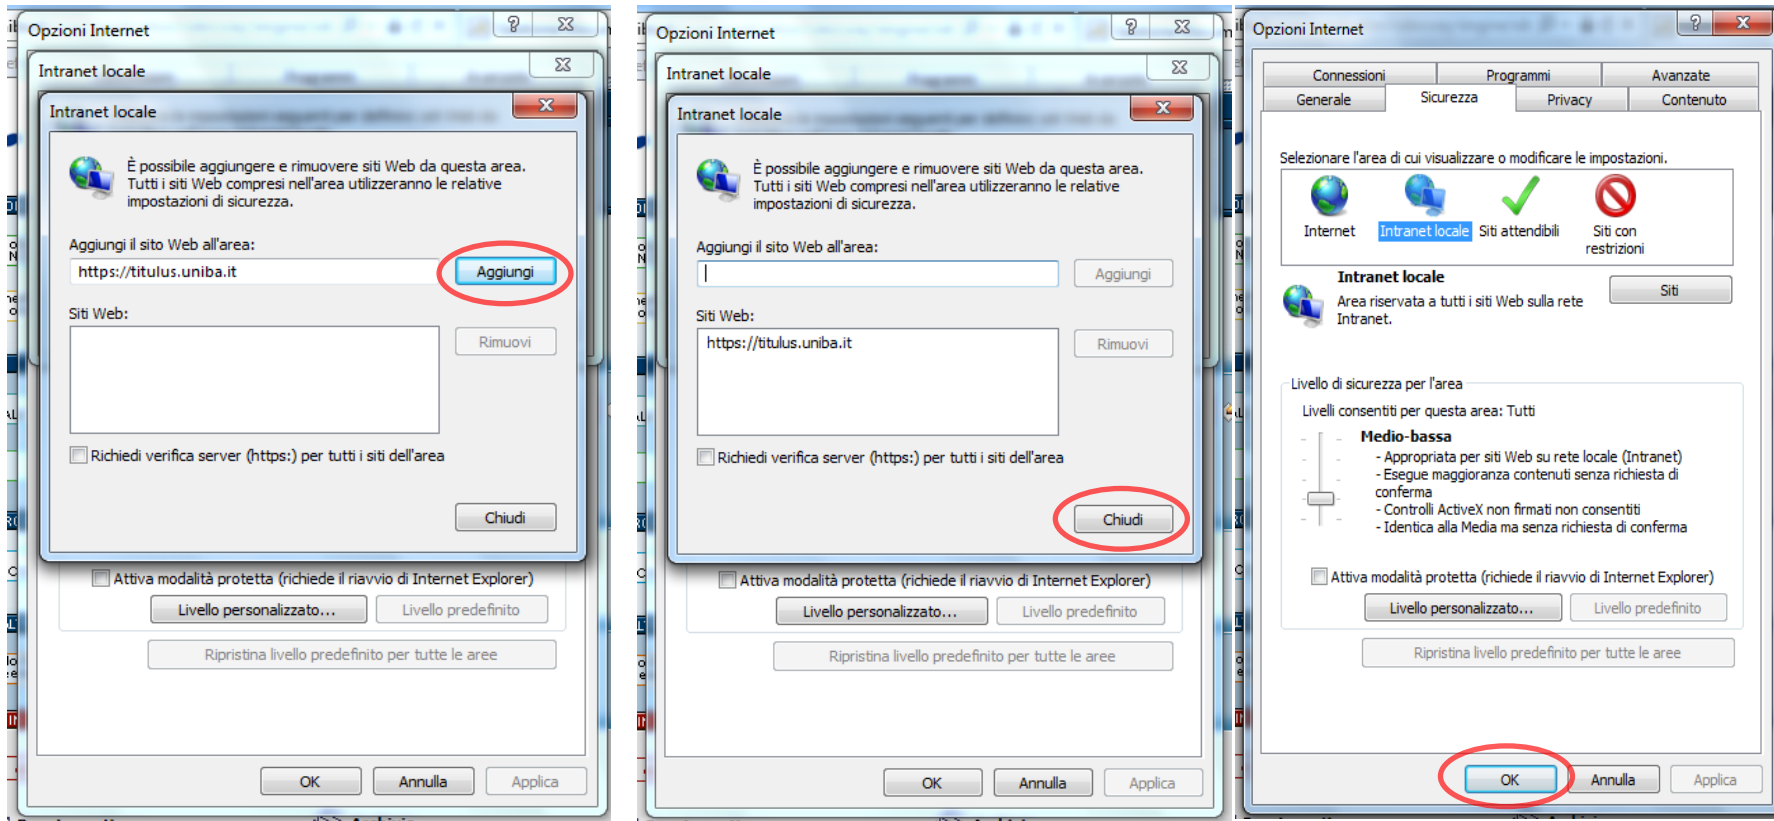 Opzioni Internet
Intranet locale
Intranet locale
È possibile aggiungere e rimuovere siti Web da questa area.
Tutti i siti Web compresi nell'area utilizzeranno le relative
impostazioni di sicurezza.
Aggiungi il sito Web all'area:
https://titulus.uniba.it
Aggiungi
Siti Web:
Rimuovi
Richiedi verifica server (https:) per tutti i siti dell'area
Chiudi
Attiva modalità protetta (richiede il riavvio di Internet Explorer)
Livello personalizzato...
Livello predefinito
Ripristina livello predefinito per tutte le aree
OK
Annulla
Applica
Opzioni Internet
Intranet locale
Intranet locale
È possibile aggiungere e rimuovere siti Web da questa area.
Tutti i siti Web compresi nell'area utilizzeranno le relative
impostazioni di sicurezza.
Aggiungi il sito Web all'area:
Aggiungi
Siti Web:
https://titulus.uniba.it
Rimuovi
Richiedi verifica server (https:) per tutti i siti dell'area
Chiudi
Attiva modalità protetta (richiede il riavvio di Internet Explorer)
Livello personalizzato...
Livello predefinito
Ripristina livello predefinito per tutte le aree
OK
Annulla
Applica
Opzioni Internet
Connessioni
Programmi
Avanzate
Generale
Sicurezza
Privacy
Contenuto
Selezionare l'area di cui visualizzare o modificare le impostazioni.
Internet
Intranet locale
Siti attendibili
Siti con
restrizioni
Intranet locale
Area riservata a tutti i siti Web sulla rete
Intranet.
Siti
Livello di sicurezza per l'area
Livelli consentiti per questa area: Tutti
Medio-bassa
- Appropriata per siti Web su rete locale (Intranet)
- Esegue maggioranza contenuti senza richiesta di
conferma
- Controlli ActiveX non firmati non consentiti
- Identica alla Media ma senza richiesta di conferma
Attiva modalità protetta (richiede il riavvio di Internet Explorer)
Livello personalizzato...
Livello predefinito
Ripristina livello predefinito per tutte le aree
OK
Annulla
Applica